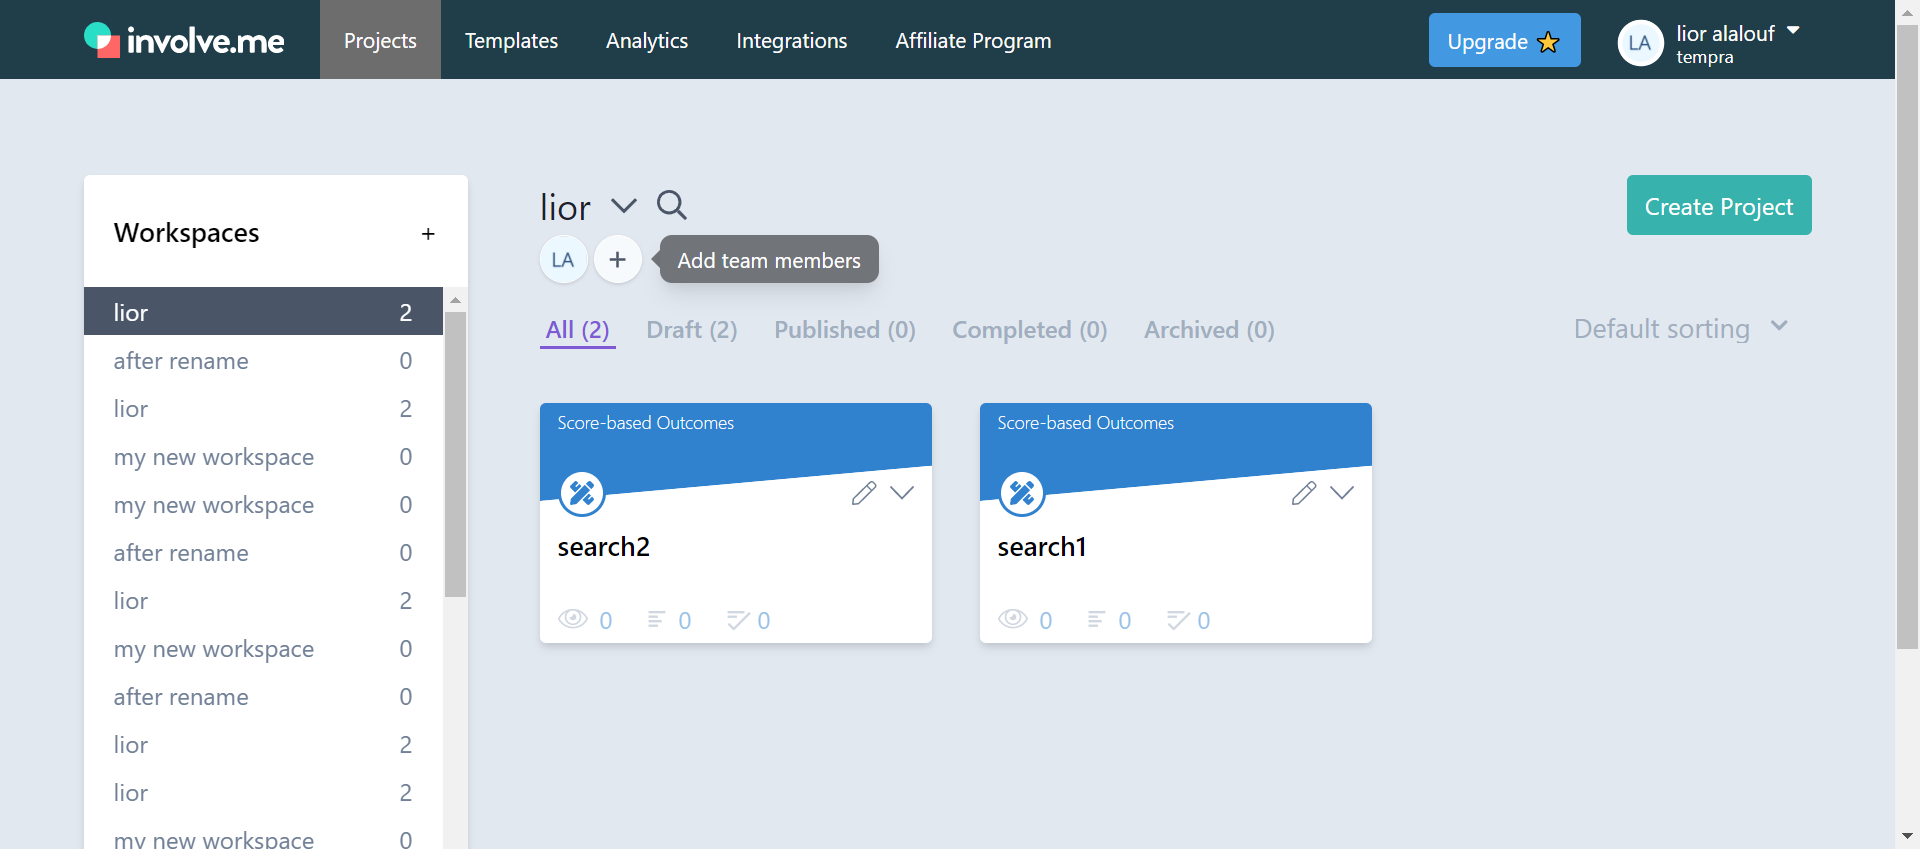 involve.me
Projects
Templates
Analytics
Integrations
Affiliate Program
Upgrade
LA
lior alalouf
tempra
Workspaces
+
lior 2
after rename 0
lior 2
my new workspace 0
my new workspace 0
after rename 0
lior 2
my new workspace 0
after rename 0
lior 2
lior 2
my new workspace 0
lior
Create Project
LA
+
Add team members
All (2)
Draft (2)
Published (0)
Completed (0)
Archived (0)
Default sorting
Score-based Outcomes
search2
0 0 0
Score-based Outcomes
search1
0 0 0